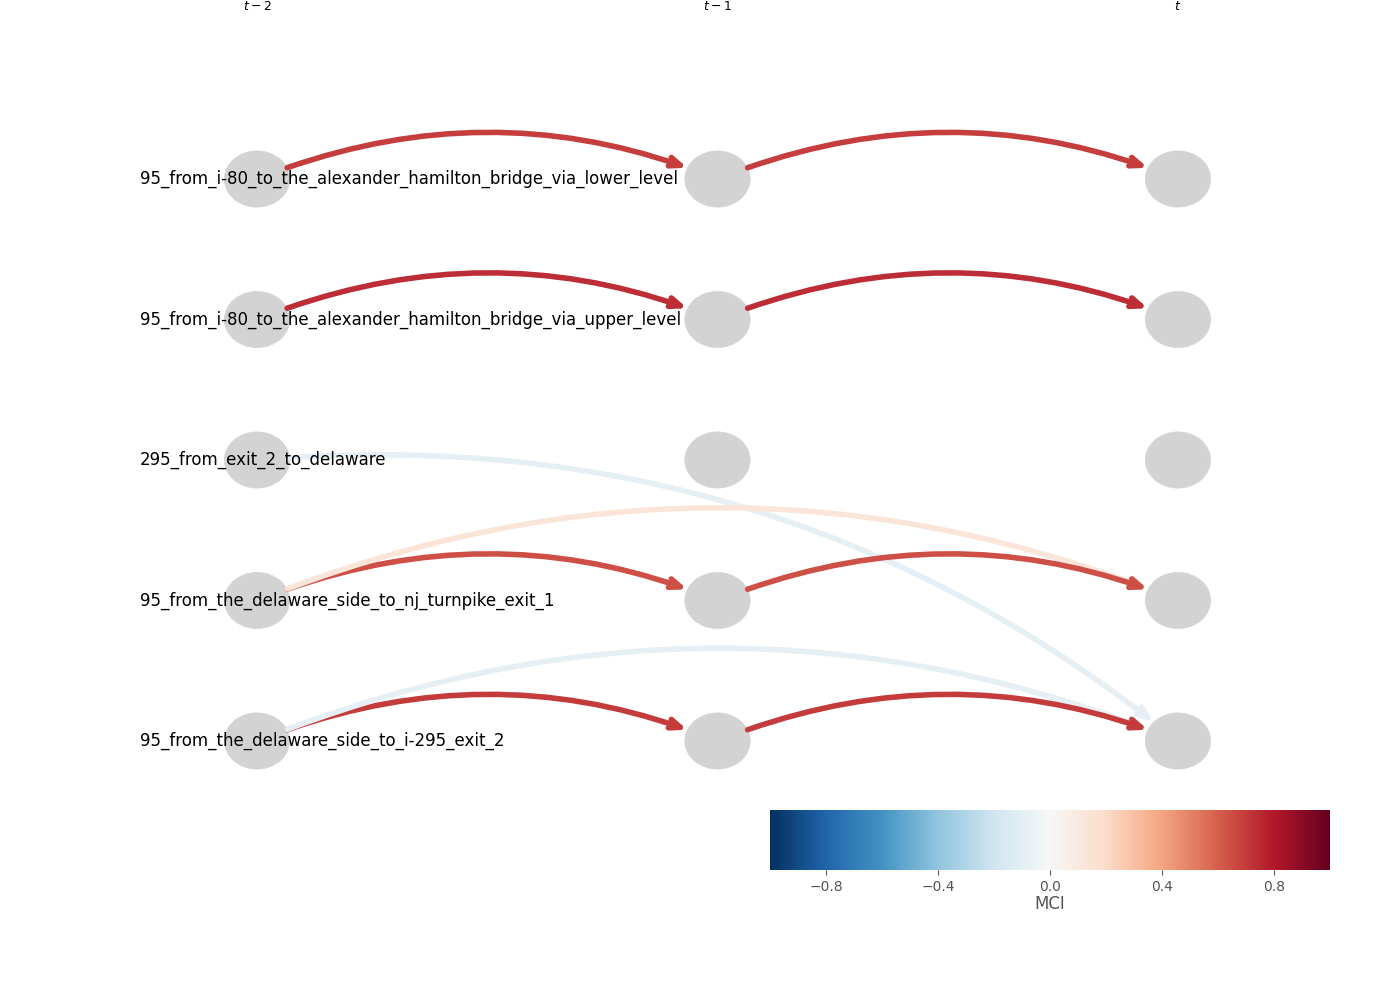 t − 2 t − 1 t
95_from_i-80_to_the_alexander_hamilton_bridge_via_lower_level
95_from_i-80_to_the_alexander_hamilton_bridge_via_upper_level
295_from_exit_2_to_delaware
95_from_the_delaware_side_to_nj_turnpike_exit_1
95_from_the_delaware_side_to_i-295_exit_2
−0.8 −0.4 0.0 0.4 0.8
MCI